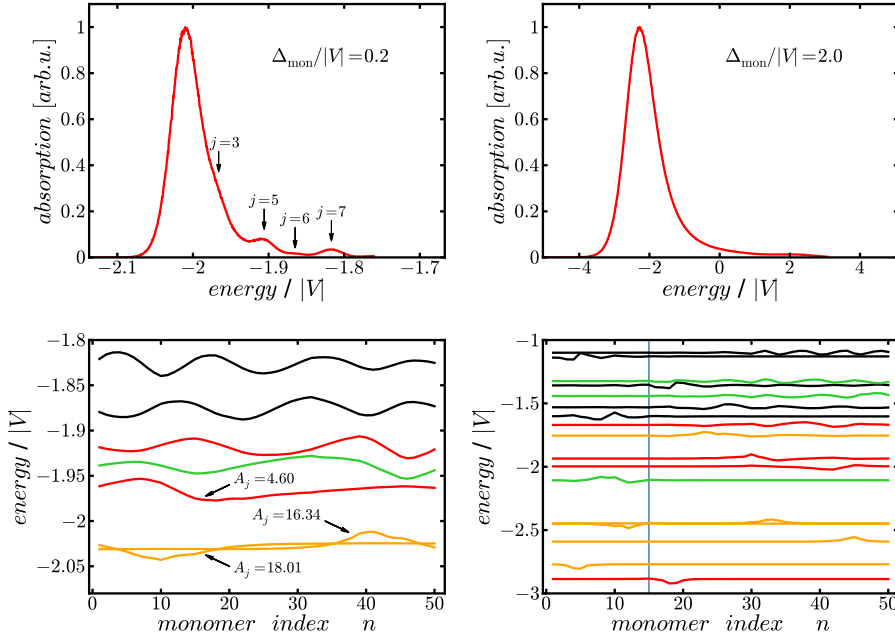 absorption [arb.u.]
1
0.8
0.6
0.4
0.2
0
Δmon/|V|=0.2
j=3
j=5
j=6
j=7
−2.1
−2
−1.9
−1.8
−1.7
energy / |V|
absorption [arb.u.]
1
0.8
0.6
0.4
0.2
0
Δmon/|V|=2.0
−4
−2
0
2
4
energy / |V|
energy / |V|
−1.8
−1.85
−1.9
−1.95
−2
−2.05
Aj=4.60
Aj=16.34
Aj=18.01
0
10
20
30
40
50
monomer index n
energy / |V|
−1
−1.5
−2
−2.5
−3
0
10
20
30
40
50
monomer index n